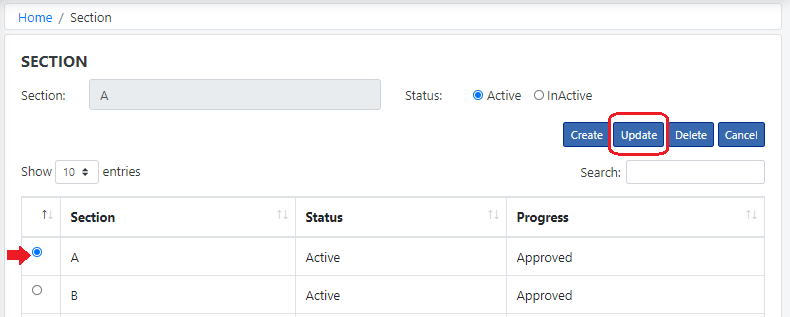 Home / Section
SECTION
Section: A Status: Active InActive
Create Update Delete Cancel
Show 10 entries Search:
Section Status Progress
A Active Approved
B Active Approved